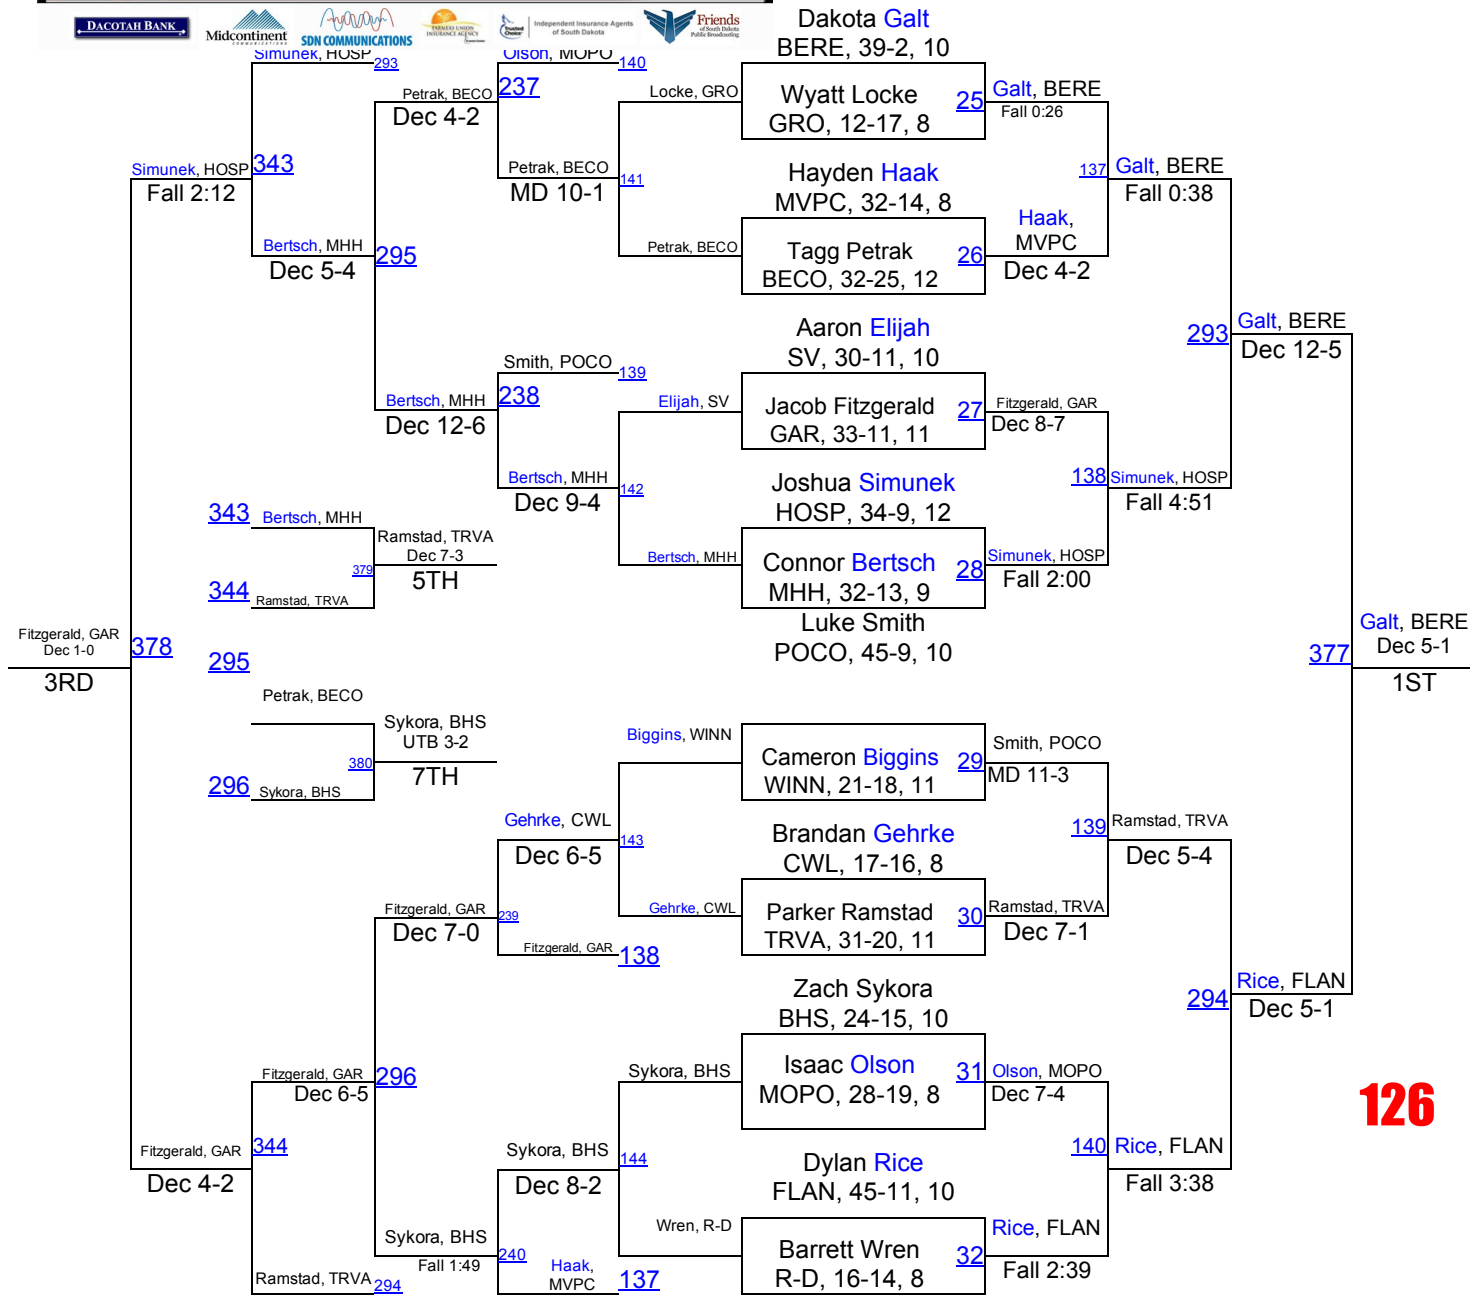 DACOTAH BANK
Midcontinent
COMMUNICATIONS
SDN COMMUNICATIONS
FARMERS UNION
INSURANCE AGENCY
Trusted
Choice
Independent Insurance Agents
of South Dakota
Friends
of South Dakota
Public Broadcasting
Dakota Galt
BERE, 39-2, 10
Wyatt Locke
GRO, 12-17, 8
25
Hayden Haak
MVPC, 32-14, 8
Tagg Petrak
BECO, 32-25, 12
26
Aaron Elijah
SV, 30-11, 10
Jacob Fitzgerald
GAR, 33-11, 11
27
Joshua Simunek
HOSP, 34-9, 12
Connor Bertsch
MHH, 32-13, 9
28
Luke Smith
POCO, 45-9, 10
Cameron Biggins
WINN, 21-18, 11
29
Brandan Gehrke
CWL, 17-16, 8
Parker Ramstad
TRVA, 31-20, 11
30
Zach Sykora
BHS, 24-15, 10
Isaac Olson
MOPO, 28-19, 8
31
Dylan Rice
FLAN, 45-11, 10
Barrett Wren
R-D, 16-14, 8
32
Galt, BERE
Fall 0:26
Haak,
MVPC
Dec 4-2
Fitzgerald, GAR
Dec 8-7
Simunek, HOSP
Fall 2:00
Smith, POCO
MD 11-3
Ramstad, TRVA
Dec 7-1
Olson, MOPO
Dec 7-4
Rice, FLAN
Fall 2:39
137
Galt, BERE
Fall 0:38
138
Simunek, HOSP
Fall 4:51
139
Ramstad, TRVA
Dec 5-4
140
Rice, FLAN
Fall 3:38
293
Galt, BERE
Dec 12-5
294
Rice, FLAN
Dec 5-1
377
Galt, BERE
Dec 5-1
1ST
126
Locke, GRO
Petrak, BECO
Elijah, SV
Bertsch, MHH
Biggins, WINN
Gehrke, CWL
Sykora, BHS
Wren, R-D
Olson, MOPO
140
Petrak, BECO
MD 10-1
141
Smith, POCO
139
Bertsch, MHH
Dec 9-4
142
Gehrke, CWL
Dec 6-5
143
Fitzgerald, GAR
138
Sykora, BHS
Dec 8-2
144
Haak,
MVPC
137
Petrak, BECO
Dec 4-2
237
Bertsch, MHH
Dec 12-6
238
Fitzgerald, GAR
Dec 7-0
239
Sykora, BHS
Fall 1:49
240
Simunek, HOSP
293
Bertsch, MHH
Dec 5-4
295
Fitzgerald, GAR
Dec 6-5
296
Ramstad, TRVA
294
Simunek, HOSP
Fall 2:12
343
Fitzgerald, GAR
Dec 4-2
344
343
Bertsch, MHH
344
Ramstad, TRVA
379
Ramstad, TRVA
Dec 7-3
5TH
295
Petrak, BECO
296
Sykora, BHS
380
Sykora, BHS
UTB 3-2
7TH
Fitzgerald, GAR
Dec 1-0
378
3RD